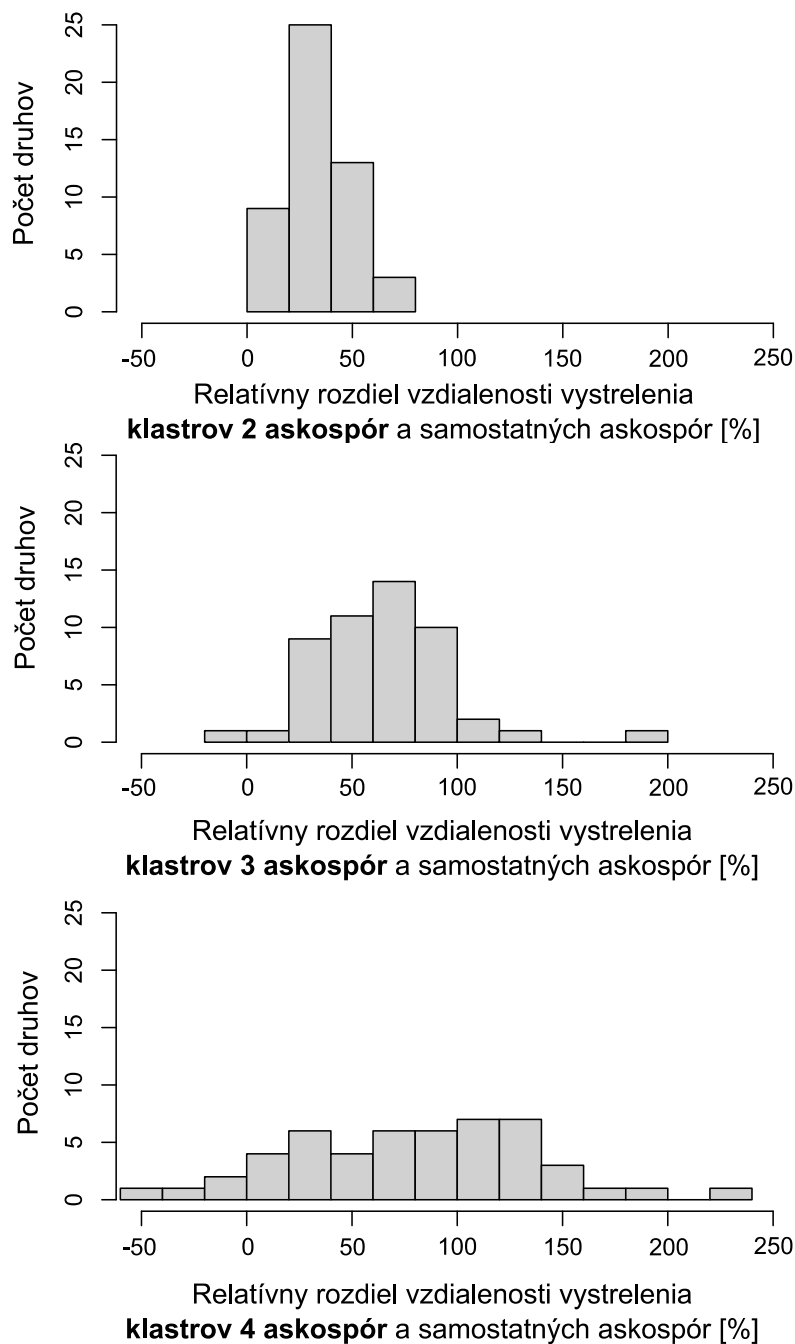 Počet druhov
0 5 10 15 20 25
-50 0 50 100 150 200 250
Relatívny rozdiel vzdialenosti vystrelenia
klastrov 2 askospór a samostatných askospór [%]
Počet druhov
0 5 10 15 20 25
-50 0 50 100 150 200 250
Relatívny rozdiel vzdialenosti vystrelenia
klastrov 3 askospór a samostatných askospór [%]
Počet druhov
0 5 10 15 20 25
-50 0 50 100 150 200 250
Relatívny rozdiel vzdialenosti vystrelenia
klastrov 4 askospór a samostatných askospór [%]